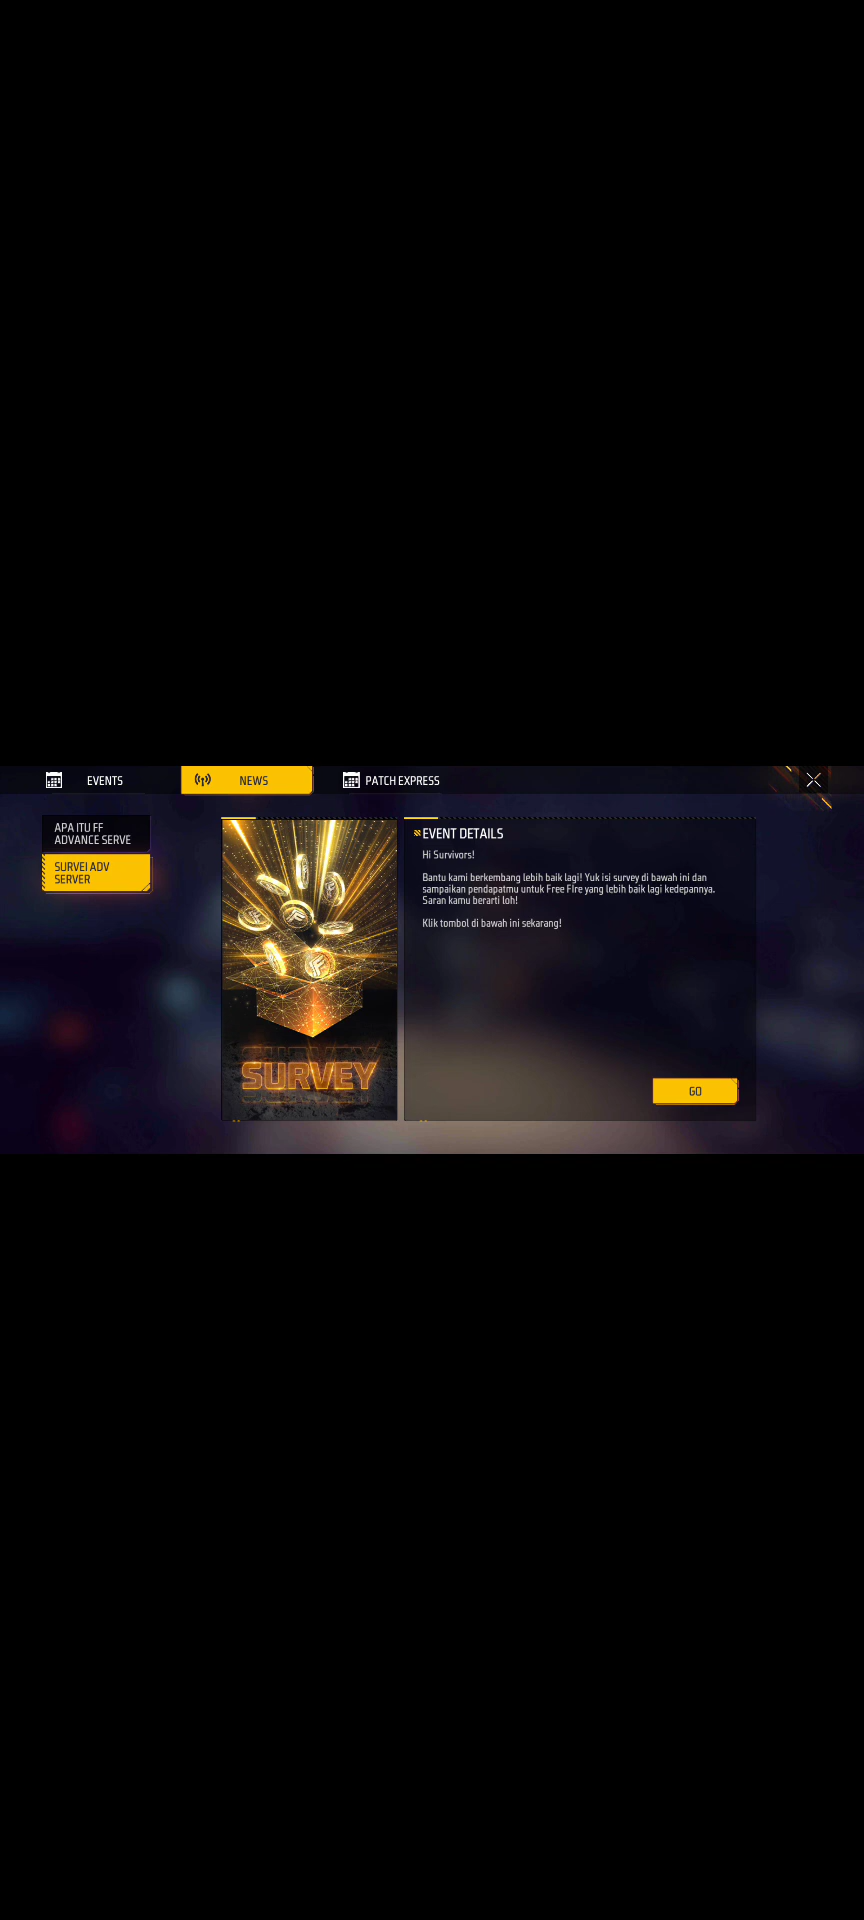 EVENTS
NEWS
PATCH EXPRESS
APA ITU FF
ADVANCE SERVE
SURVEI ADV
SERVER
SURVEY
EVENT DETAILS
Hi Survivors!
Bantu kami berkembang lebih baik lagi! Yuk isi survey di bawah ini dan
sampaikan pendapatmu untuk Free FIre yang lebih baik lagi kedepannya.
Saran kamu berarti loh!
Klik tombol di bawah ini sekarang!
GO